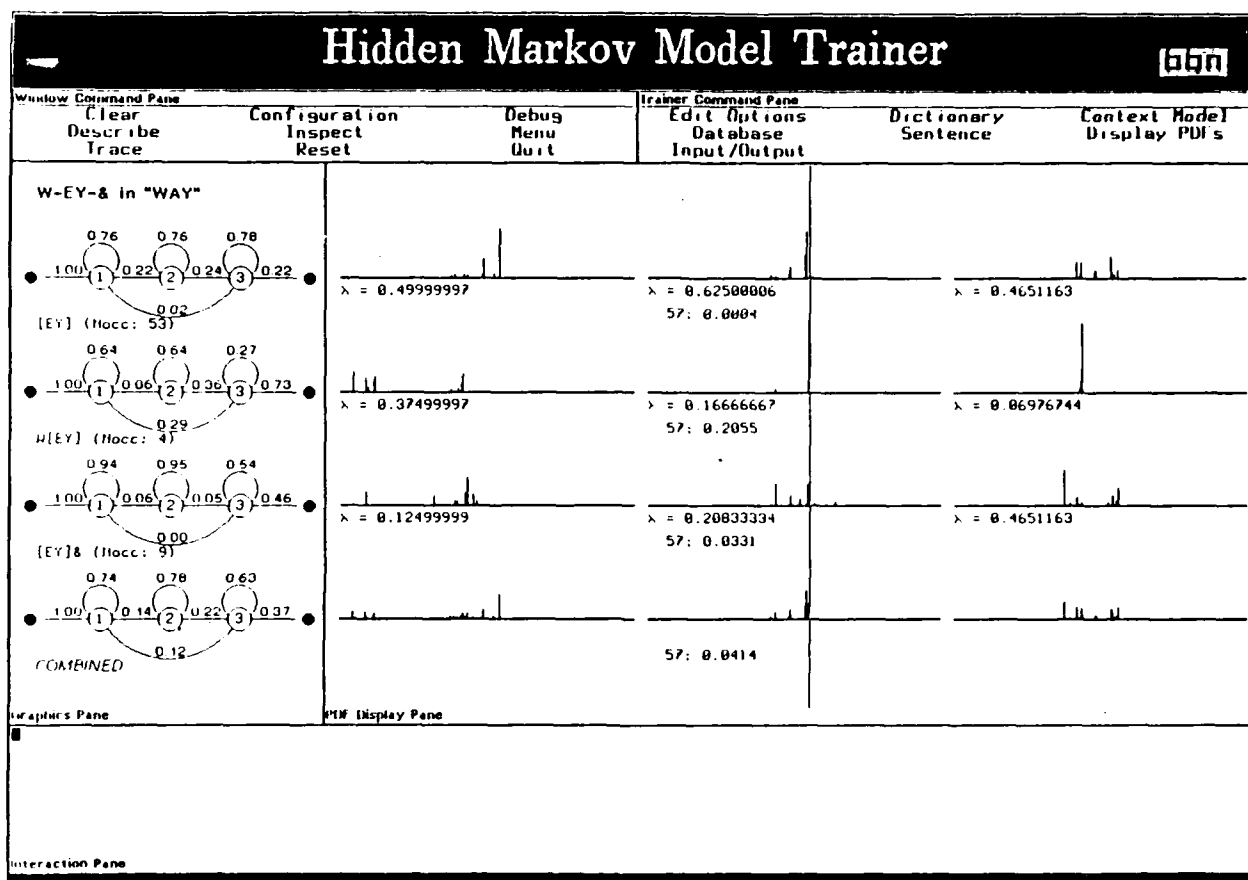 Hidden Markov Model Trainer
bbn
Window Command Pane
Clear Configuration Debug
Describe Inspect Menu
Trace Reset Quit
Trainer Command Pane
Edit Options Dictionary Context Model
Database Sentence Display PDFs
Input/Output
W-EY-& in "WAY"
0.76 0.76 0.78
1.00 1 0.22 2 0.24 3 0.22
0.02
[EY] (Nocc: 53)
λ = 0.49999997 λ = 0.62500006 λ = 0.4651163
57: 0.0004
0.64 0.64 0.27
1.00 1 0.06 2 0.36 3 0.73
0.29
W[EY] (Nocc: 4)
λ = 0.37499997 λ = 0.16666667 λ = 0.06976744
57: 0.2055
0.94 0.95 0.54
1.00 1 0.06 2 0.05 3 0.46
0.00
[EY]& (Nocc: 9)
λ = 0.12499999 λ = 0.20833334 λ = 0.4651163
57: 0.0331
0.74 0.78 0.63
1.00 1 0.14 2 0.22 3 0.37
0.12
COMBINED
57: 0.0414
Graphics Pane
PDF Display Pane
Interaction Pane